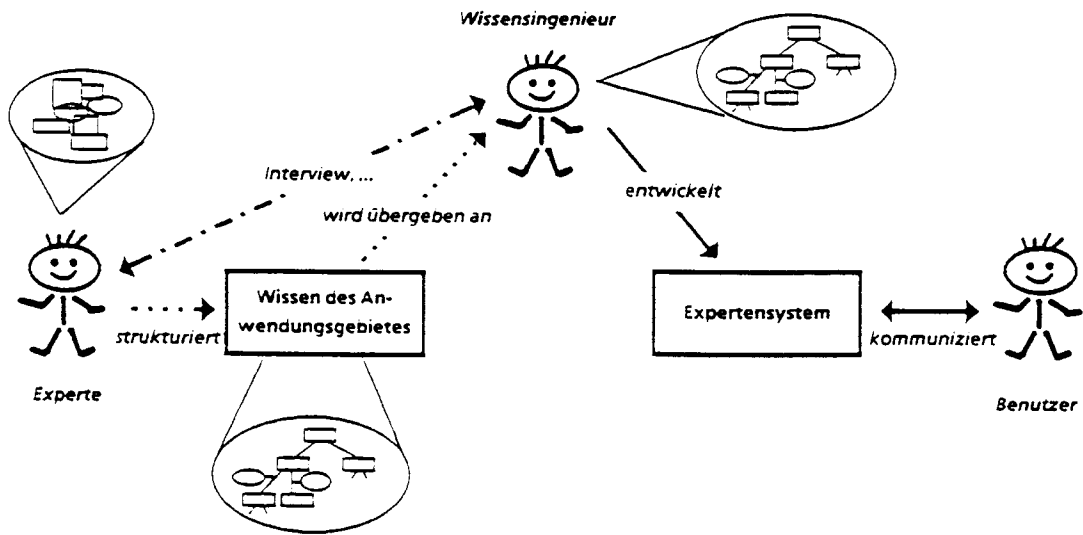 Wissensingenieur
Interview, ...
wird übergeben an
entwickelt
Wissen des An-
wendungsgebietes
Expertensystem
strukturiert
kommuniziert
Experte
Benutzer